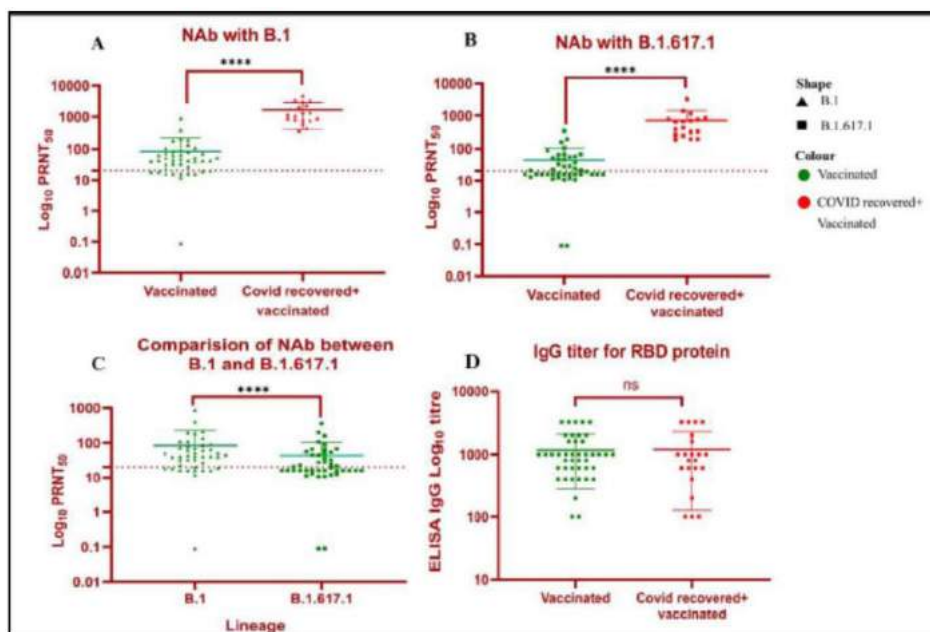 A
NAb with B.1
****
10000
1000
100
10
1
0.1
0.01
Log10 PRNT50
Vaccinated
Covid recovered+
vaccinated
B
NAb with B.1.617.1
****
10000
1000
100
10
1
0.1
0.01
Log10 PRNT50
Vaccinated
Covid recovered+
vaccinated
Shape
B.1
B.1.617.1
Colour
Vaccinated
COVID recovered+
Vaccinated
C
Comparision of NAb between
B.1 and B.1.617.1
****
1000
100
10
1
0.1
0.01
Log10 PRNT50
B.1
B.1.617.1
Lineage
D
IgG titer for RBD protein
ns
10000
1000
100
10
ELISA IgG Log10 titre
Vaccinated
Covid recovered+
vaccinated